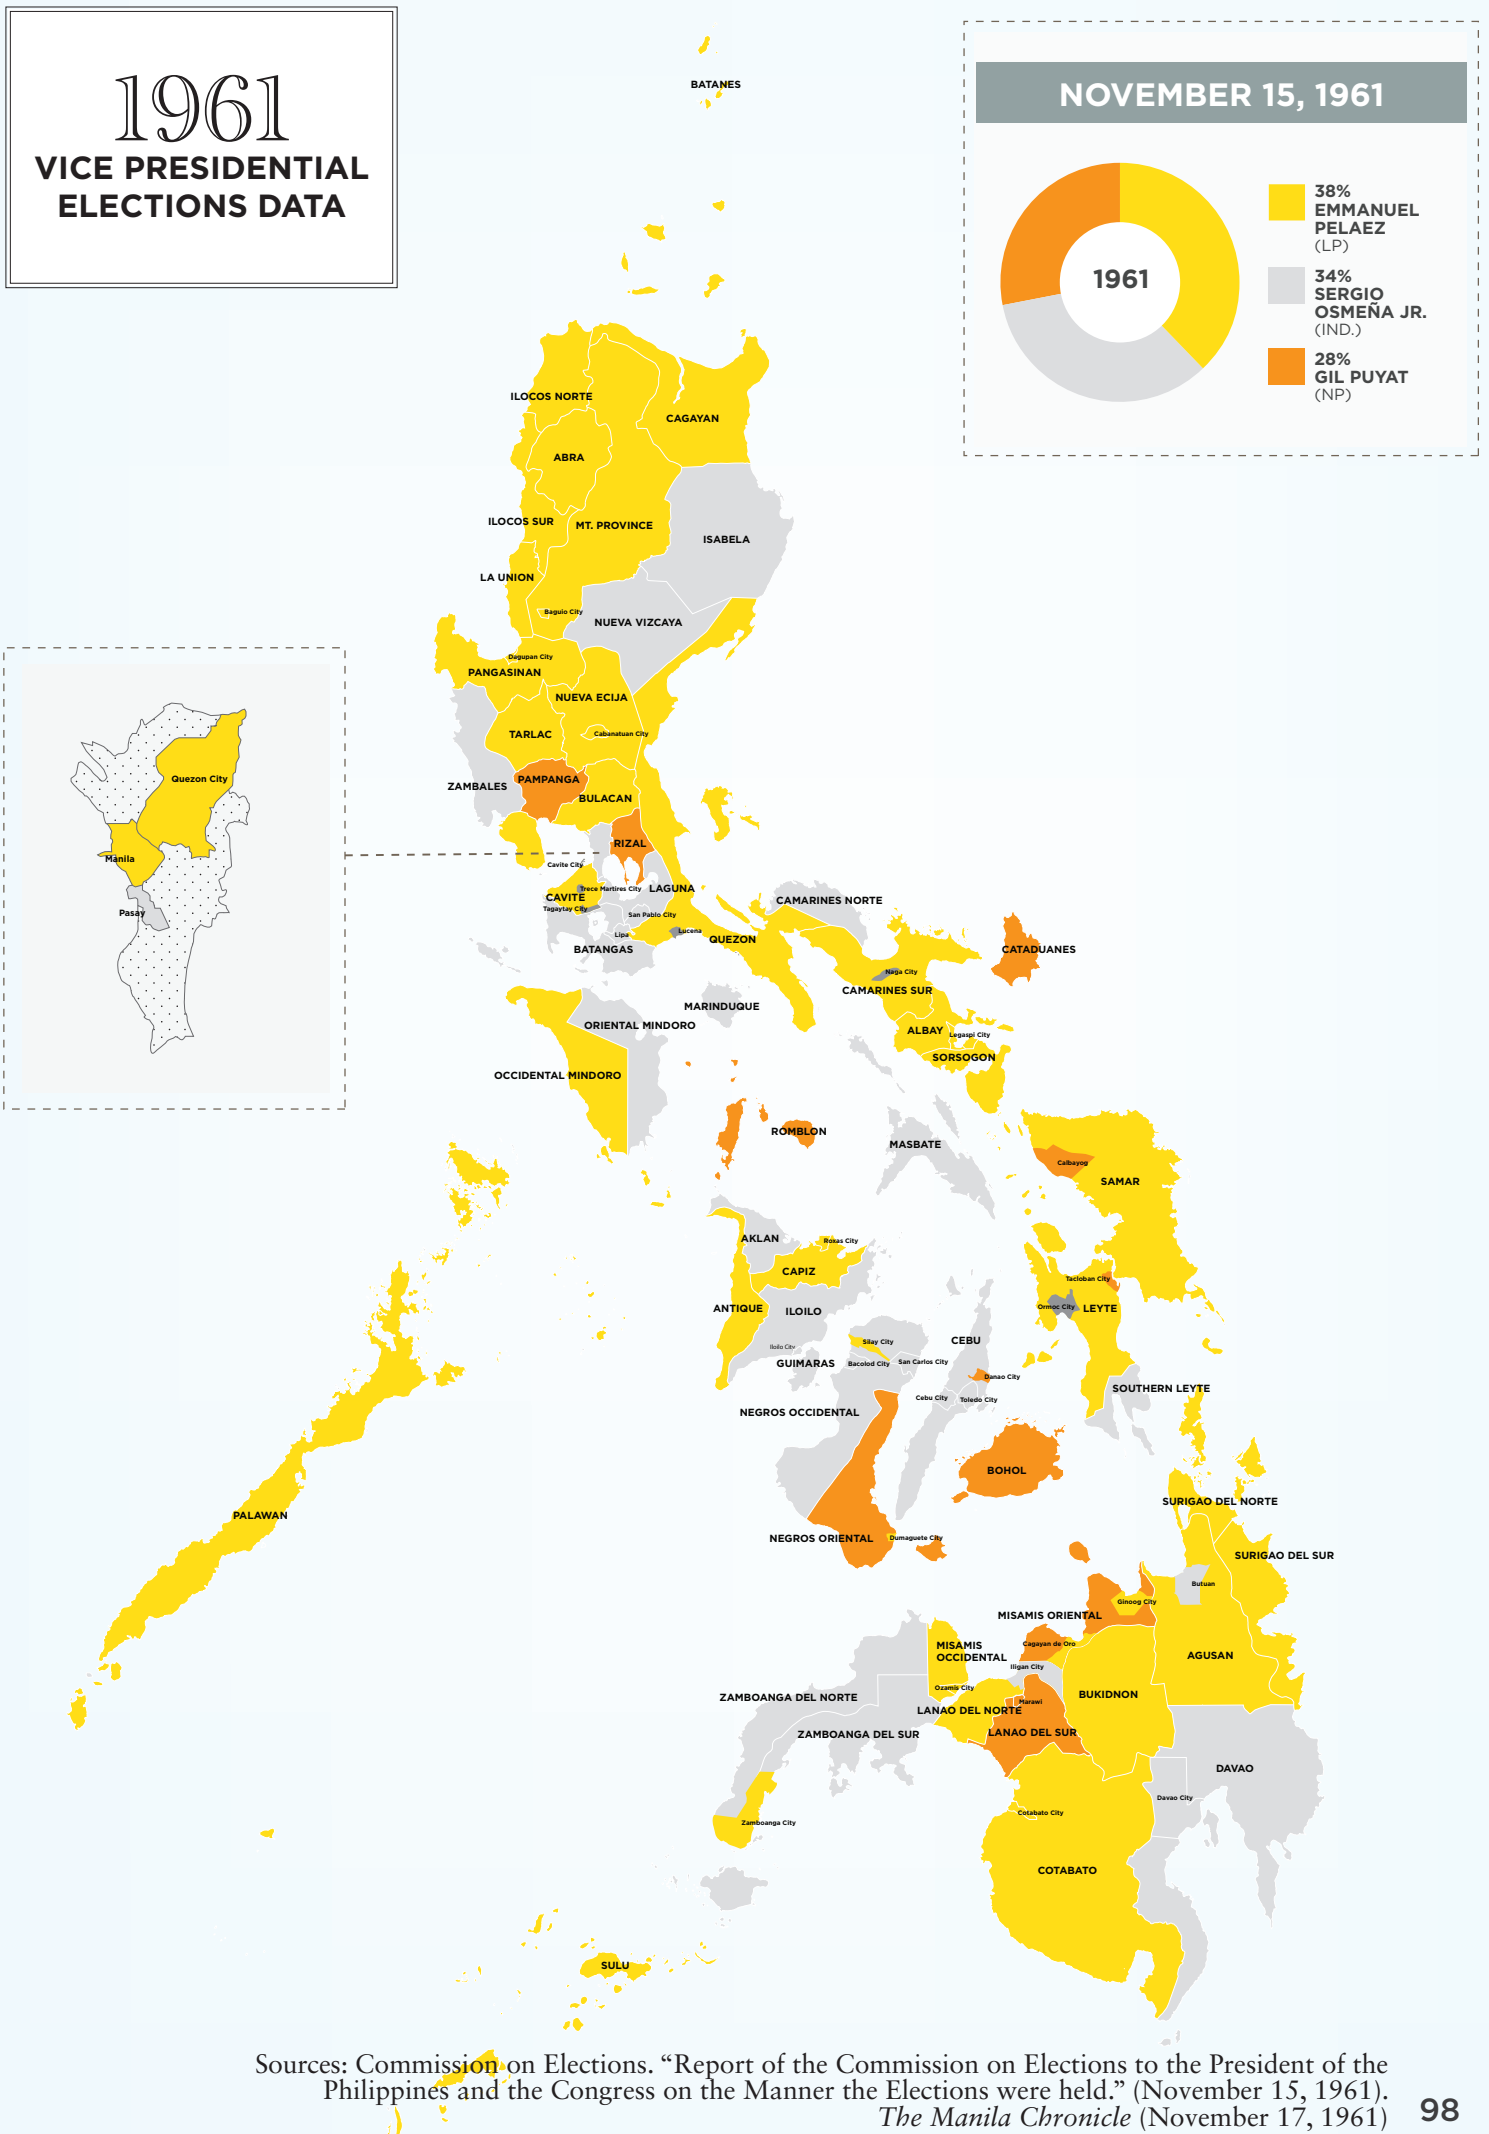 1961
VICE PRESIDENTIAL
ELECTIONS DATA
NOVEMBER 15, 1961
1961
38%
EMMANUEL
PELAEZ
(LP)
34%
SERGIO
OSMEÑA JR.
(IND.)
28%
GIL PUYAT
(NP)
BATANES
ILOCOS NORTE
CAGAYAN
ABRA
ILOCOS SUR
MT. PROVINCE
ISABELA
LA UNION
Baguio City
NUEVA VIZCAYA
Dagupan City
PANGASINAN
NUEVA ECIJA
TARLAC
Cabanatuan City
ZAMBALES
PAMPANGA
BULACAN
RIZAL
Quezon City
Manila
Pasay
Cavite City
Trece Martires City
LAGUNA
CAVITE
Tagaytay City
San Pablo City
Lipa
Lucena
BATANGAS
QUEZON
CAMARINES NORTE
CATADUANES
Naga City
CAMARINES SUR
MARINDUQUE
ORIENTAL MINDORO
ALBAY
Legaspi City
SORSOGON
OCCIDENTAL MINDORO
ROMBLON
MASBATE
Calbayog
SAMAR
AKLAN
Roxas City
CAPIZ
Tacloban City
ANTIQUE
ILOILO
Ormoc City
LEYTE
Iloilo City
Silay City
CEBU
GUIMARAS
Bacolod City
San Carlos City
Danao City
SOUTHERN LEYTE
Cebu City
Toledo City
NEGROS OCCIDENTAL
BOHOL
SURIGAO DEL NORTE
PALAWAN
NEGROS ORIENTAL
Dumaguete City
SURIGAO DEL SUR
Butuan
Ginoog City
MISAMIS ORIENTAL
MISAMIS
OCCIDENTAL
Cagayan de Oro
AGUSAN
Iligan City
Ozamis City
BUKIDNON
ZAMBOANGA DEL NORTE
Marawi
LANAO DEL NORTE
ZAMBOANGA DEL SUR
LANAO DEL SUR
DAVAO
Davao City
Cotabato City
Zamboanga City
COTABATO
SULU
Sources: Commission on Elections. “Report of the Commission on Elections to the President of the
Philippines and the Congress on the Manner the Elections were held.” (November 15, 1961).
The Manila Chronicle (November 17, 1961)
98